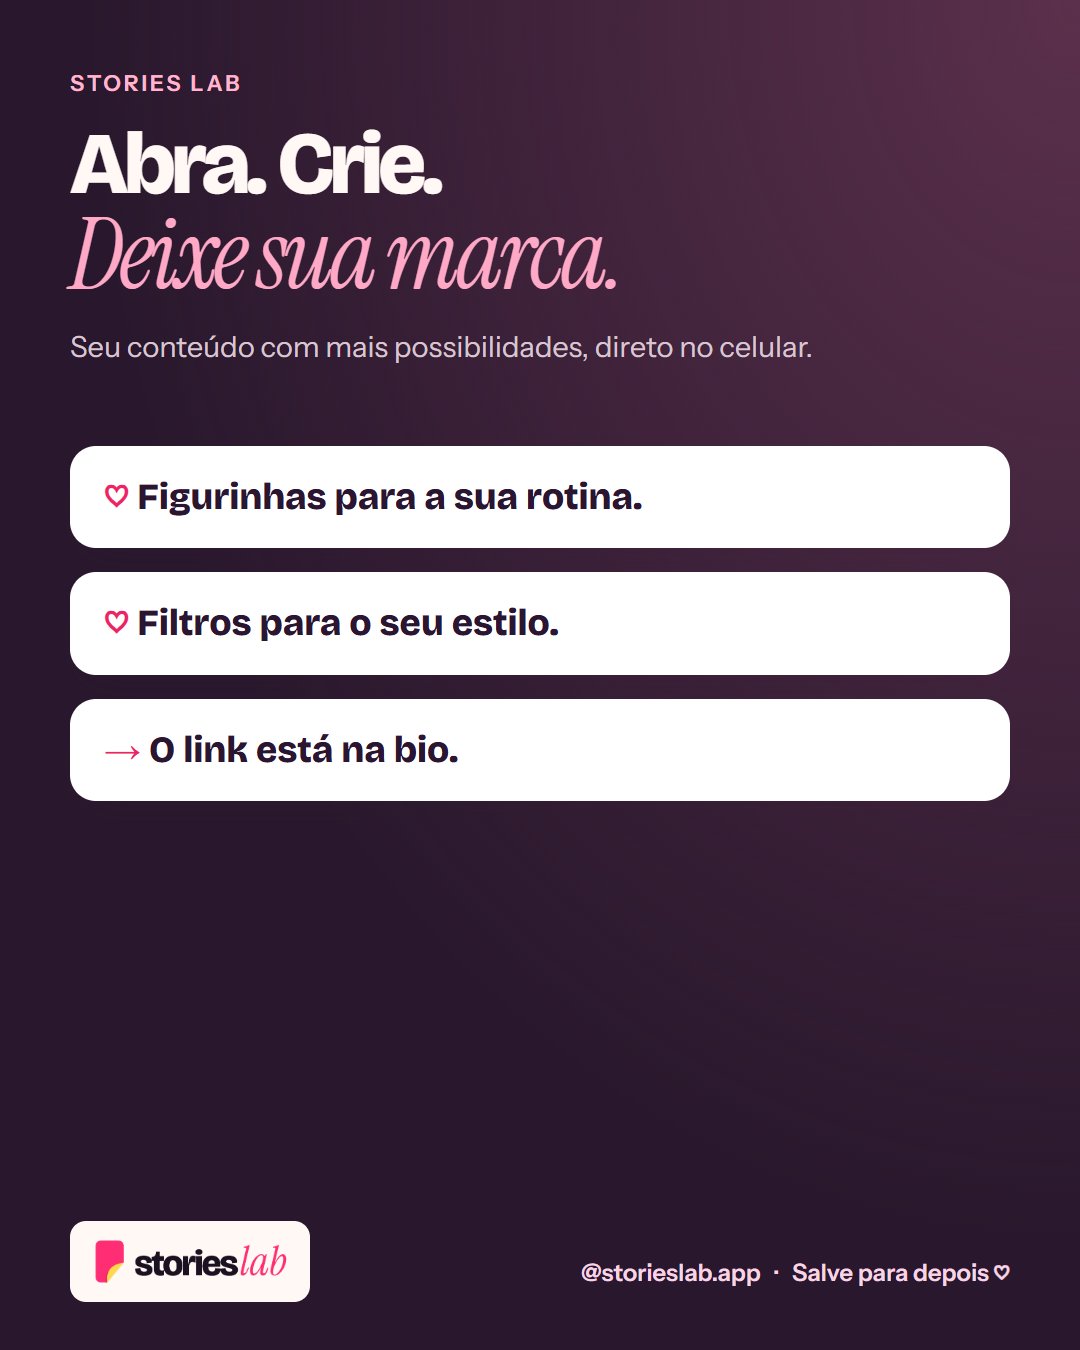 STORIES LAB
Abra. Crie.
Deixe sua marca.
Seu conteúdo com mais possibilidades, direto no celular.
♡ Figurinhas para a sua rotina.
♡ Filtros para o seu estilo.
→ O link está na bio.
storieslab
@storieslab.app · Salve para depois ♡